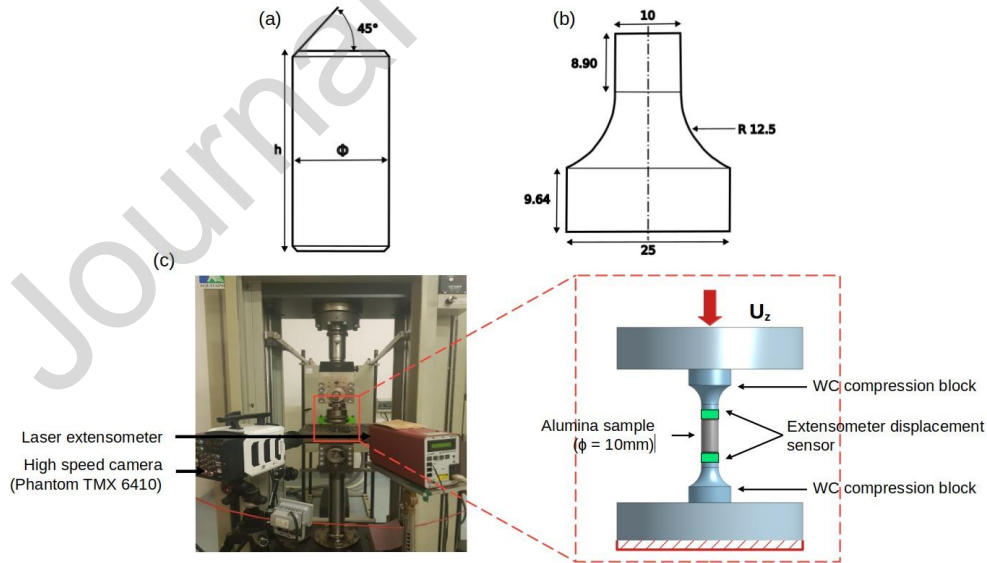 (a)
45°
h
Φ
(b)
10
8.90
R 12.5
9.64
25
Journal
(c)
Laser extensometer
High speed camera
(Phantom TMX 6410)
Uz
WC compression block
Alumina sample
(ϕ = 10mm)
Extensometer displacement
sensor
WC compression block